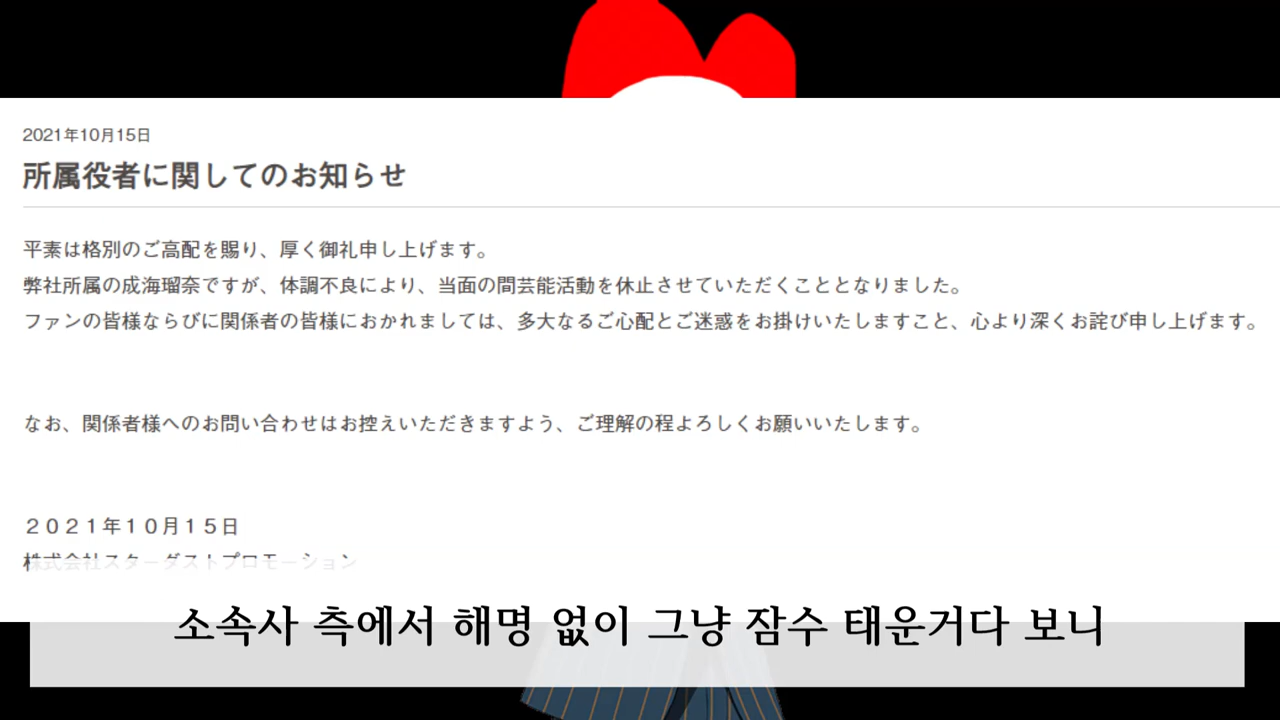 2021年10月15日
所属役者に関してのお知らせ
平素は格別のご高配を賜り、厚く御礼申し上げます。
弊社所属の成海瑠奈ですが、体調不良により、当面の間芸能活動を休止させていただくこととなりました。
ファンの皆様ならびに関係者の皆様におかれましては、多大なるご心配とご迷惑をお掛けいたしますこと、心より深くお詫び申し上げます。
なお、関係者様へのお問い合わせはお控えいただきますよう、ご理解の程よろしくお願いいたします。
２０２１年１０月１５日
株式会社スターダストプロモーション
소속사 측에서 해명 없이 그냥 잠수 태운거다 보니